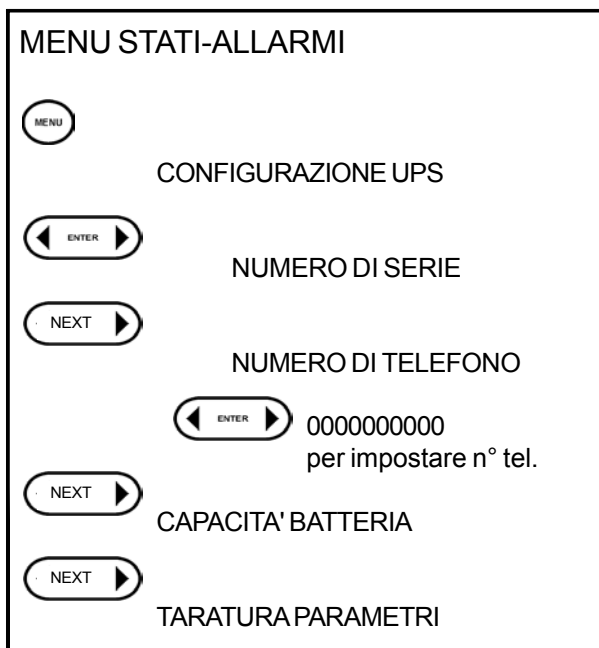 MENU STATI-ALLARMI
MENU
CONFIGURAZIONE UPS
ENTER
NUMERO DI SERIE
NEXT
NUMERO DI TELEFONO
ENTER 0000000000
per impostare n° tel.
NEXT
CAPACITA' BATTERIA
NEXT
TARATURA PARAMETRI